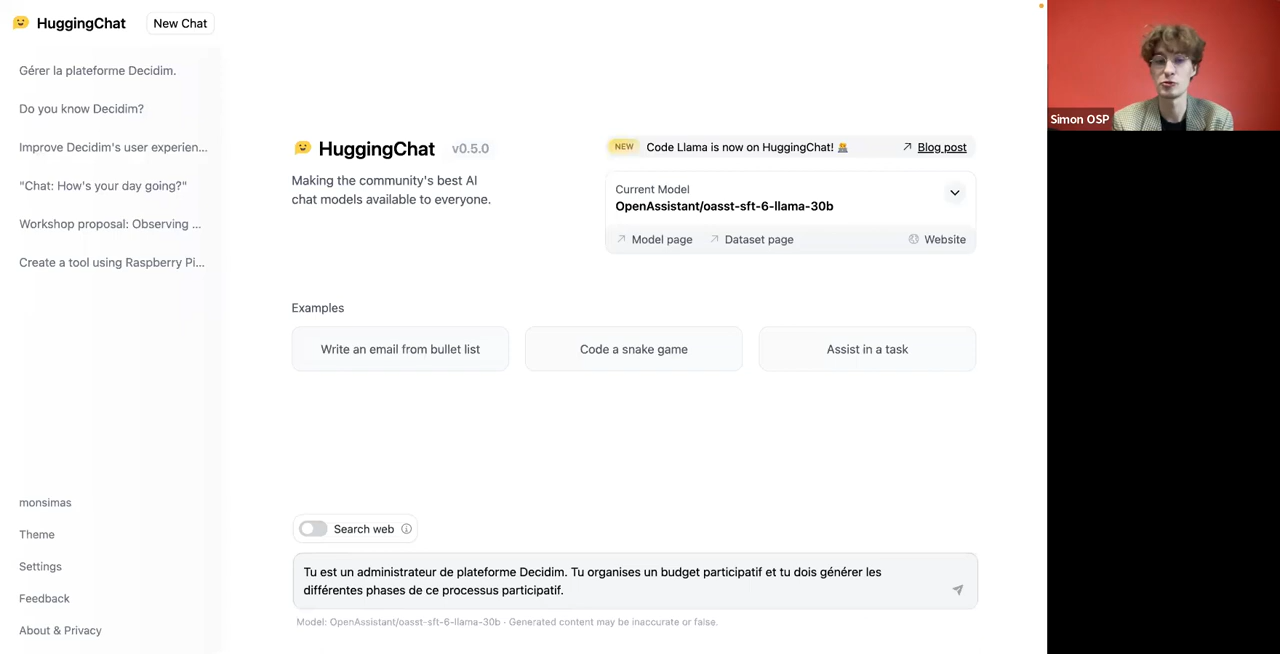 HuggingChat
New Chat
Gérer la plateforme Decidim.
Do you know Decidim?
Improve Decidim's user experien...
"Chat: How's your day going?"
Workshop proposal: Observing ...
Create a tool using Raspberry Pi...
monsimas
Theme
Settings
Feedback
About & Privacy
HuggingChat v0.5.0
Making the community's best AI
chat models available to everyone.
NEW Code Llama is now on HuggingChat! Blog post
Current Model
OpenAssistant/oasst-sft-6-llama-30b
Model page Dataset page Website
Examples
Write an email from bullet list
Code a snake game
Assist in a task
Search web
Tu est un administrateur de plateforme Decidim. Tu organises un budget participatif et tu dois générer les
différentes phases de ce processus participatif.
Model: OpenAssistant/oasst-sft-6-llama-30b · Generated content may be inaccurate or false.
Simon OSP